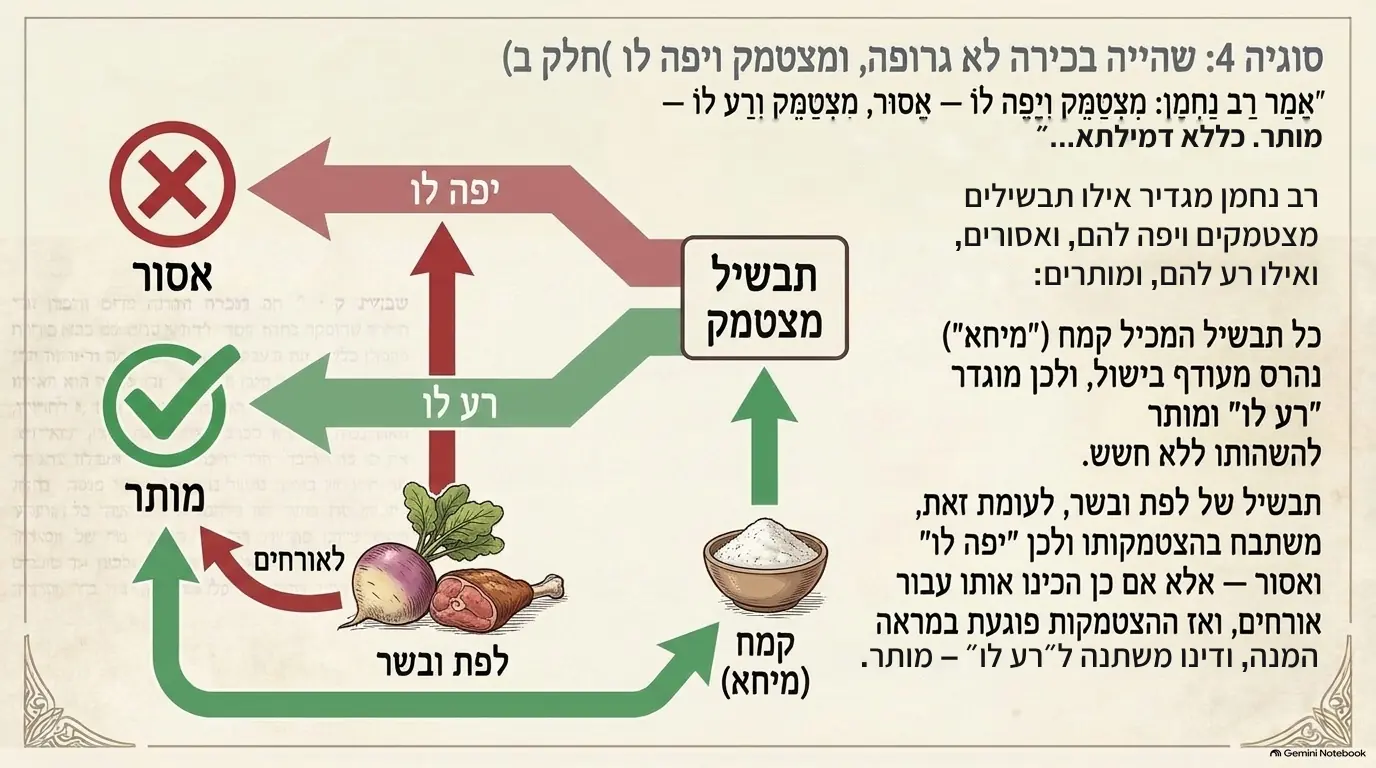 סוגיה 4: שהייה בכירה לא גרופה, ומצטמק ויפה לו )חלק ב(
"אָמַר רַב נַחְמָן: מִצְטַמֵּק וְיָפֶה לוֹ — אָסוּר, מִצְטַמֵּק וְרַע לוֹ —
מותר. כללא דמילתא..."
רב נחמן מגדיר אילו תבשילים
מצטמקים ויפה להם, ואסורים,
ואילו רע להם, ומותרים:
כל תבשיל המכיל קמח ("מיחא")
נהרס מעודף בישול, ולכן מוגדר
"רע לו" ומותר
להשהותו ללא חשש.
תבשיל של לפת ובשר, לעומת זאת,
משתבח בהצטמקותו ולכן "יפה לו"
ואסור — אלא אם כן הכינו אותו עבור
אורחים, ואז ההצטמקות פוגעת במראה
המנה, ודינו משתנה ל"רע לו" – מותר.
תבשיל
מצטמק
יפה לו
אסור
רע לו
מותר
לאורחים
לפת ובשר
קמח
(מיחא)
Gemini Notebook